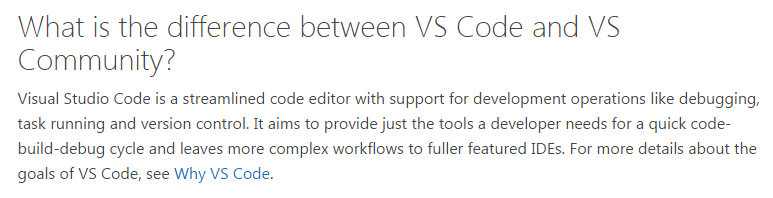 What is the difference between VS Code and VS
Community?
Visual Studio Code is a streamlined code editor with support for development operations like debugging,
task running and version control. It aims to provide just the tools a developer needs for a quick code-
build-debug cycle and leaves more complex workflows to fuller featured IDEs. For more details about the
goals of VS Code, see Why VS Code.